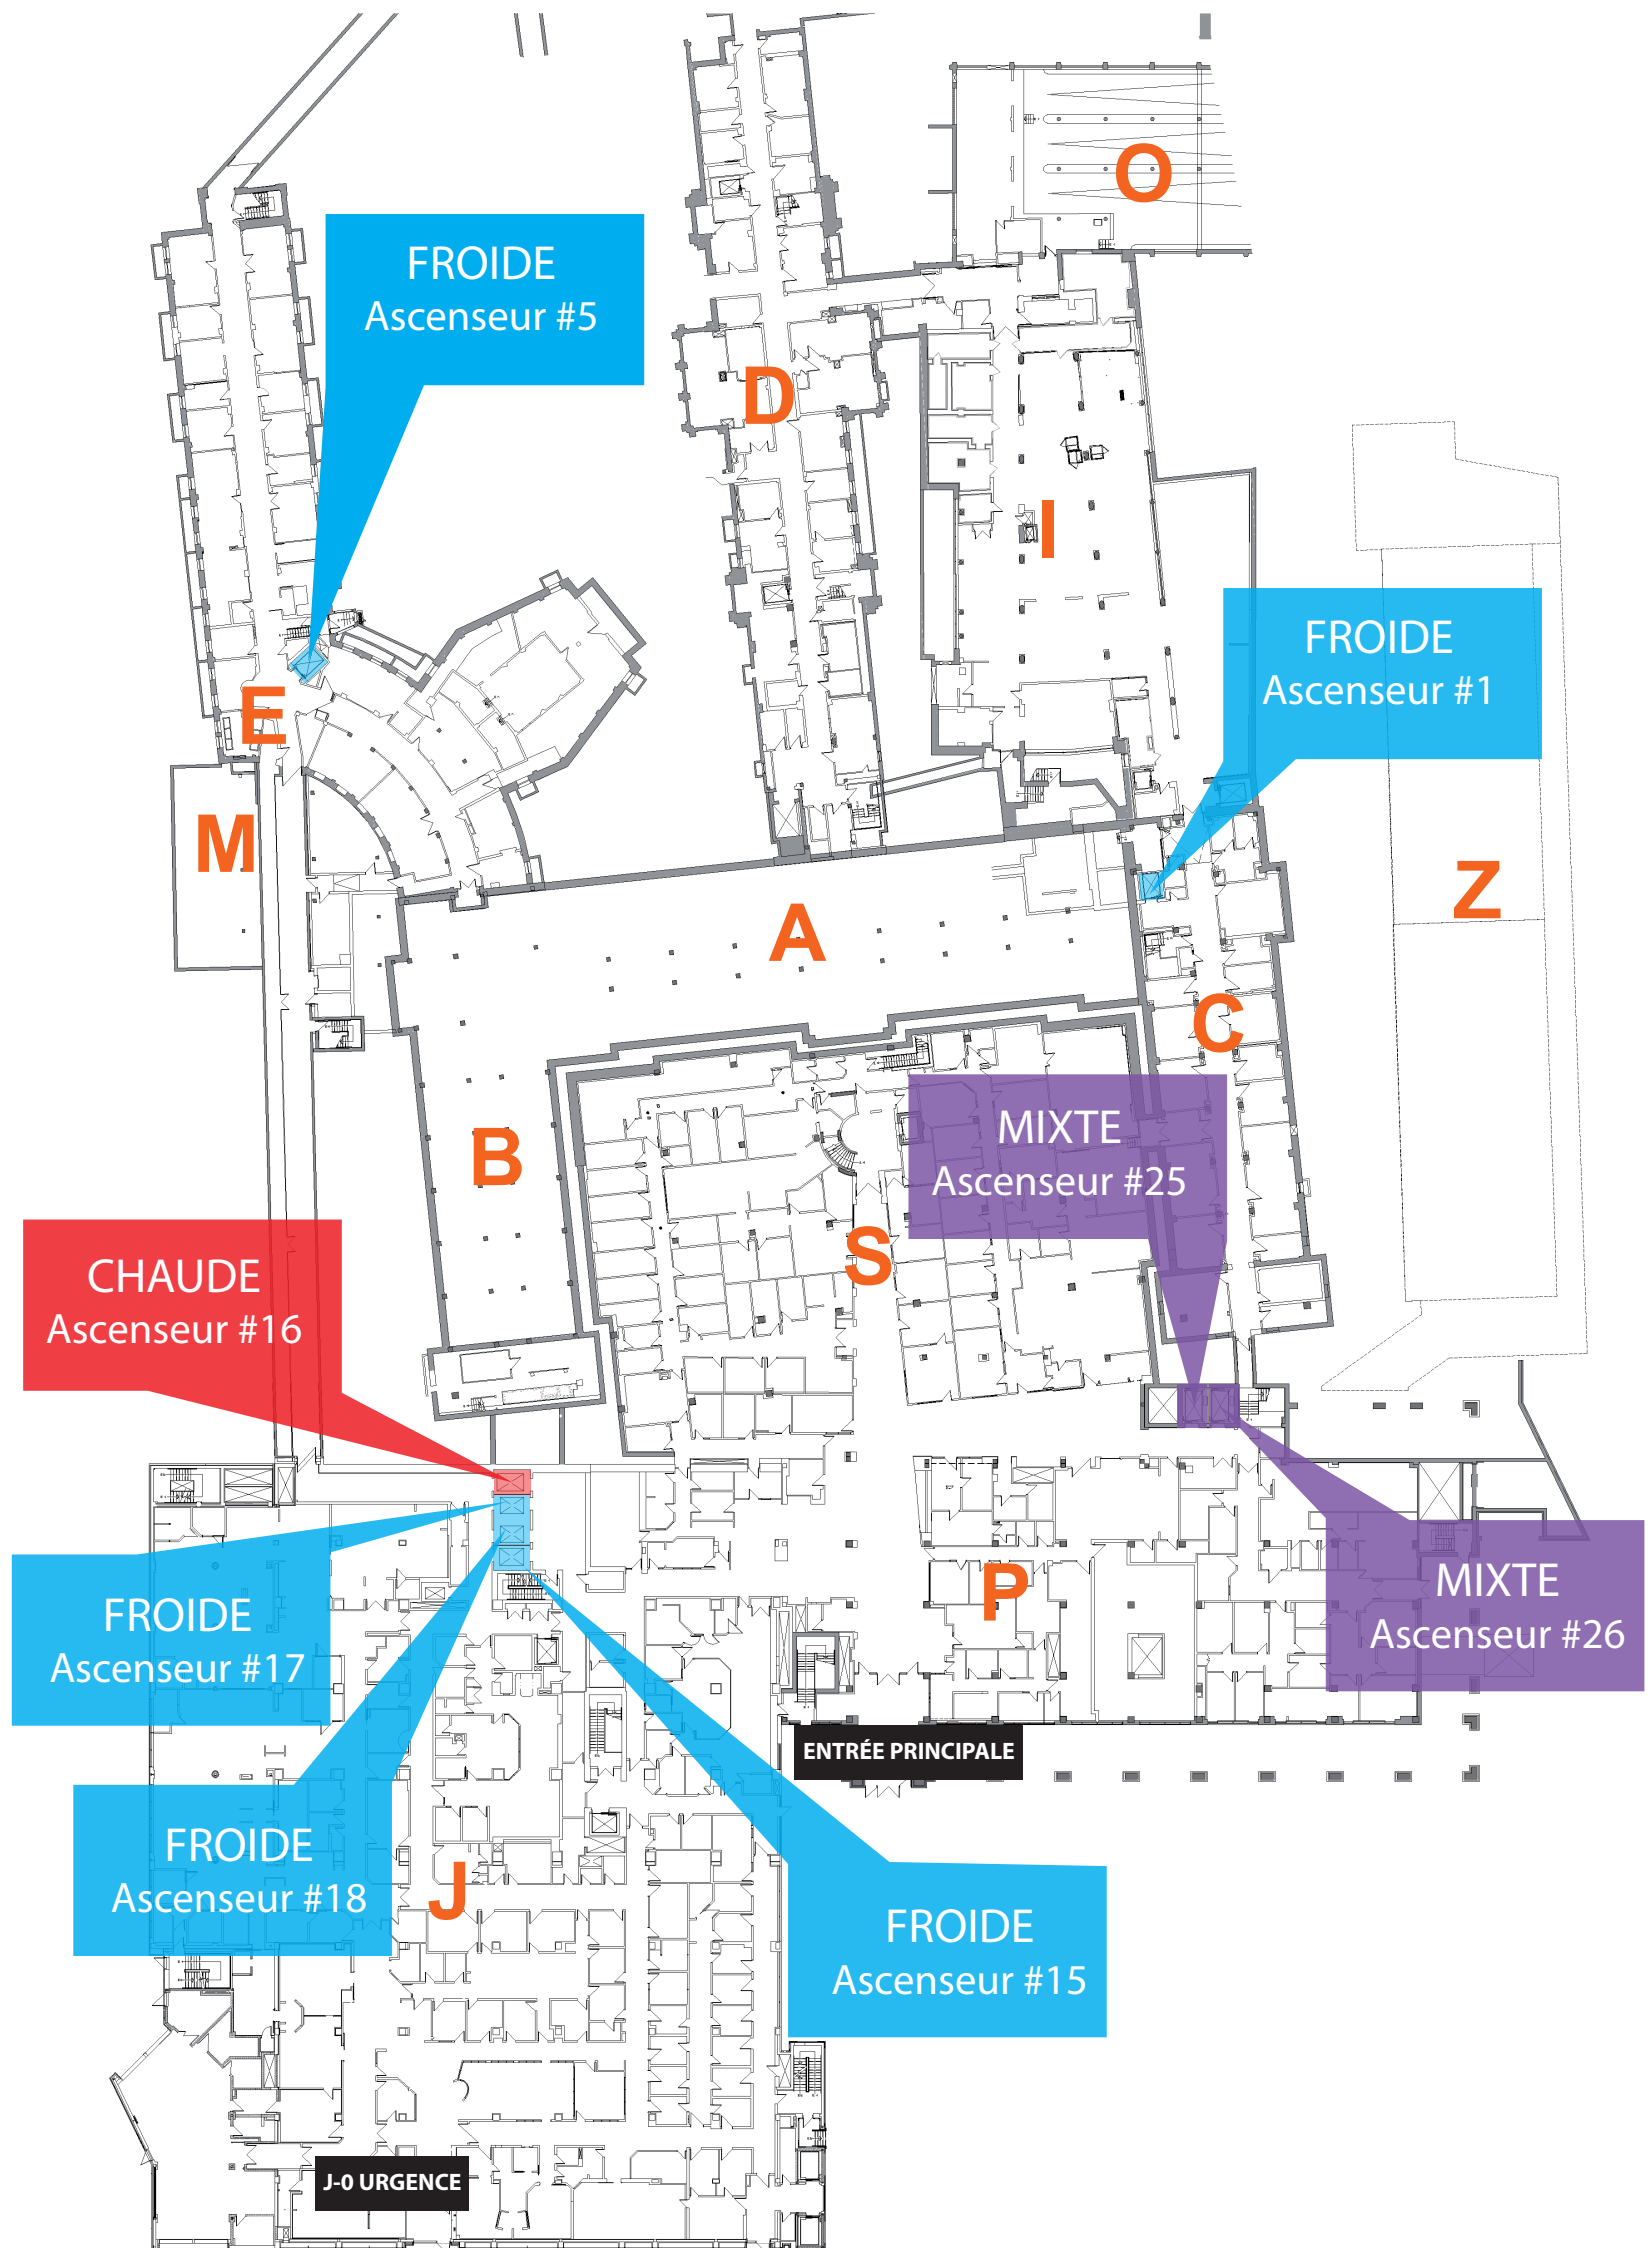 O
FROIDE
Ascenseur #5
D
I
FROIDE
Ascenseur #1
E
M
Z
A
C
MIXTE
Ascenseur #25
B
S
CHAUDE
Ascenseur #16
P
MIXTE
Ascenseur #26
FROIDE
Ascenseur #17
ENTRÉE PRINCIPALE
FROIDE
Ascenseur #18
J
FROIDE
Ascenseur #15
J-0 URGENCE